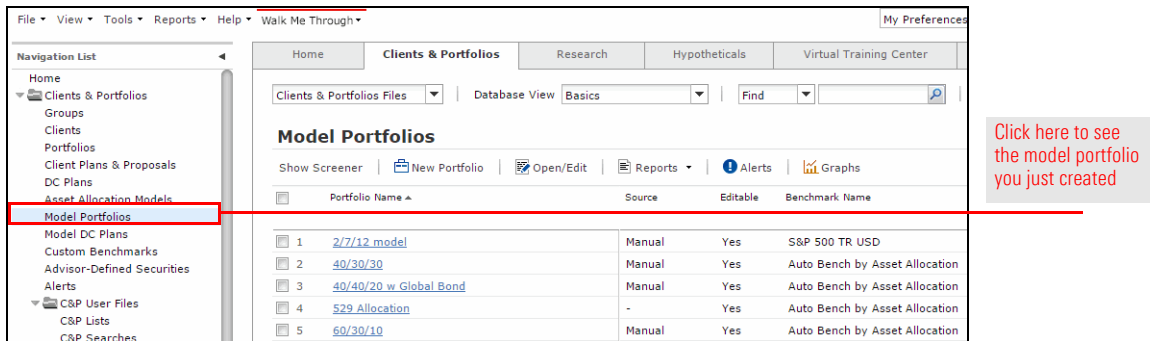 File View Tools Reports Help Walk Me Through
My Preferences
Navigation List
Home
Clients & Portfolios
Groups
Clients
Portfolios
Client Plans & Proposals
DC Plans
Asset Allocation Models
Model Portfolios
Model DC Plans
Custom Benchmarks
Advisor-Defined Securities
Alerts
C&P User Files
C&P Lists
C&P Searches
Home Clients & Portfolios Research Hypotheticals Virtual Training Center
Clients & Portfolios Files Database View Basics Find
Model Portfolios
Show Screener New Portfolio Open/Edit Reports Alerts Graphs
Portfolio Name Source Editable Benchmark Name
1 2/7/12 model Manual Yes S&P 500 TR USD
2 40/30/30 Manual Yes Auto Bench by Asset Allocation
3 40/40/20 w Global Bond Manual Yes Auto Bench by Asset Allocation
4 529 Allocation - Yes Auto Bench by Asset Allocation
5 60/30/10 Manual Yes Auto Bench by Asset Allocation
Click here to see
the model portfolio
you just created